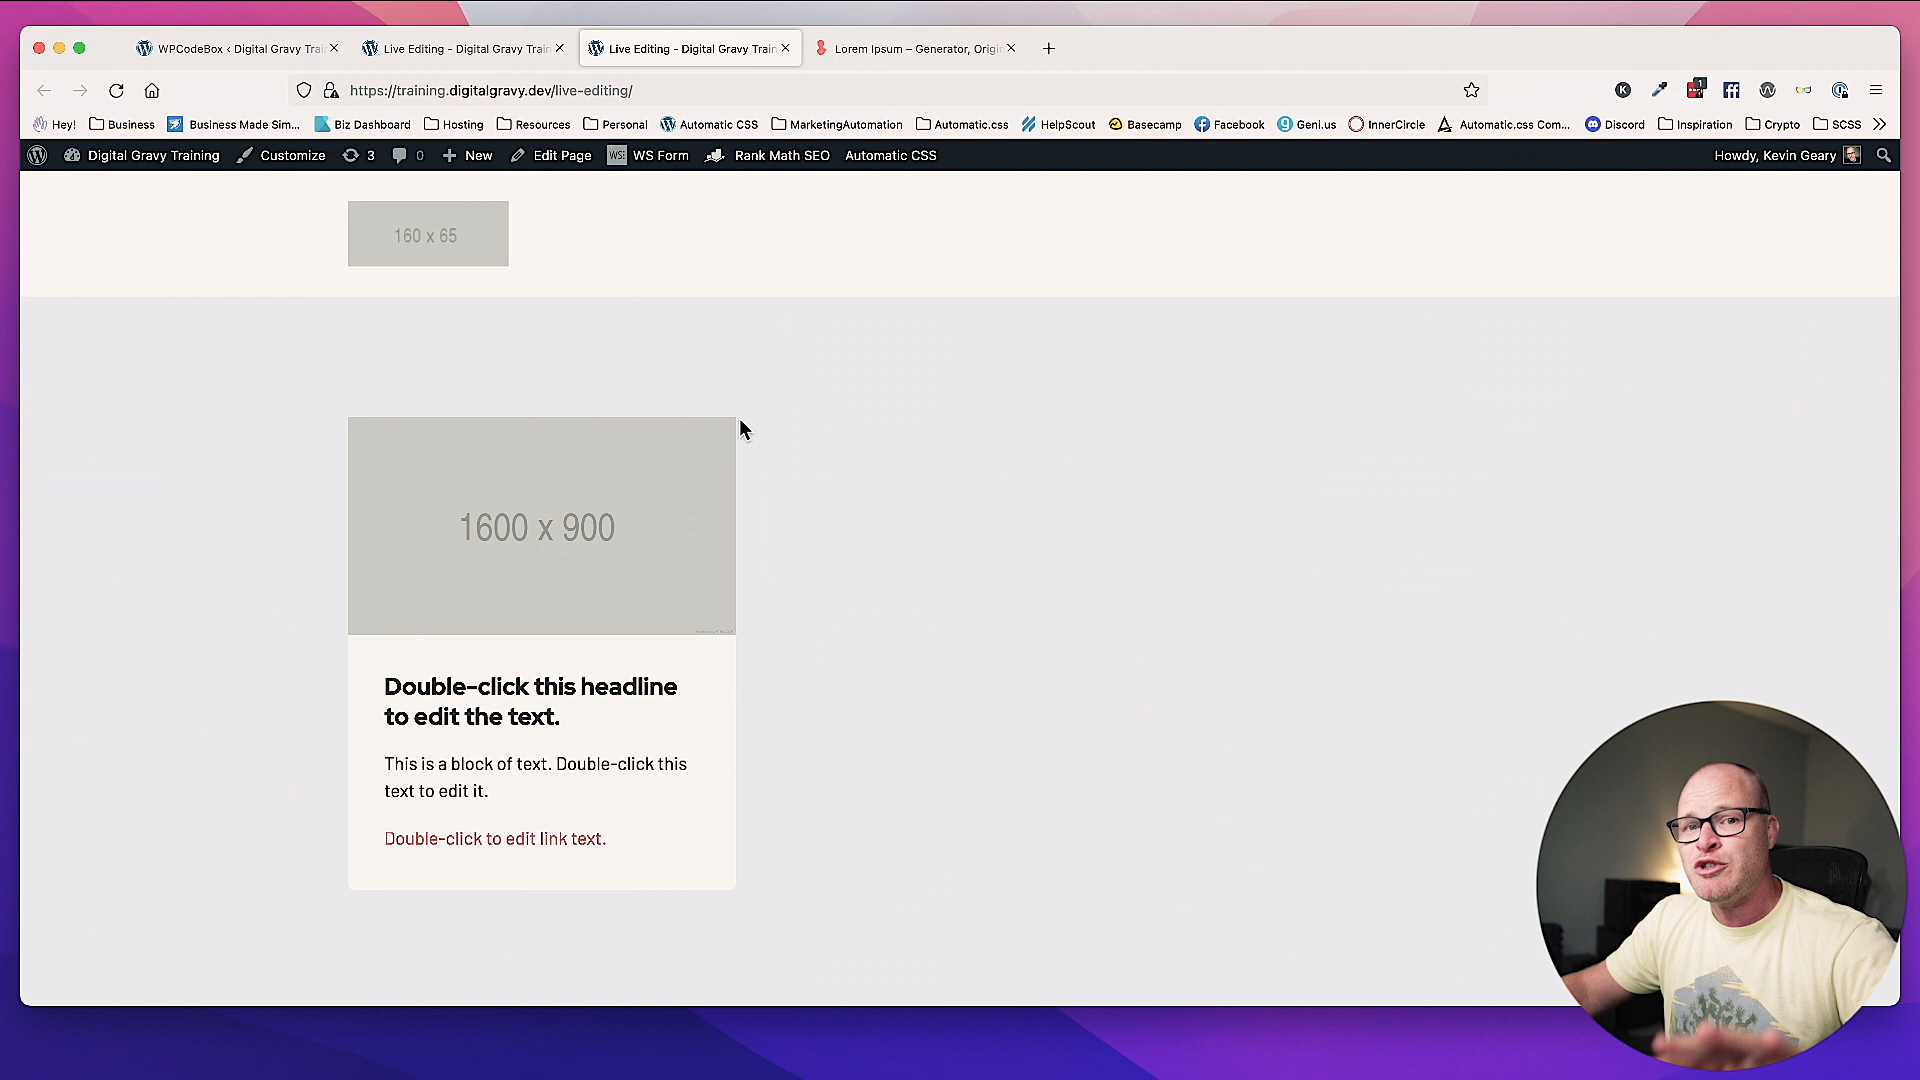 WPCodeBox ‹ Digital Gravy Trai
Live Editing - Digital Gravy Train
Live Editing - Digital Gravy Train
Lorem Ipsum – Generator, Origin
https://training.digitalgravy.dev/live-editing/
K
1
ff
Hey!
Business
Business Made Sim...
Biz Dashboard
Hosting
Resources
Personal
Automatic CSS
MarketingAutomation
Automatic.css
HelpScout
Basecamp
Facebook
Geni.us
InnerCircle
Automatic.css Com...
Discord
Inspiration
Crypto
SCSS
Digital Gravy Training
Customize
3
0
New
Edit Page
WS Form
Rank Math SEO
Automatic CSS
Howdy, Kevin Geary
160 x 65
1600 x 900
Double-click this headline
to edit the text.
This is a block of text. Double-click this
text to edit it.
Double-click to edit link text.